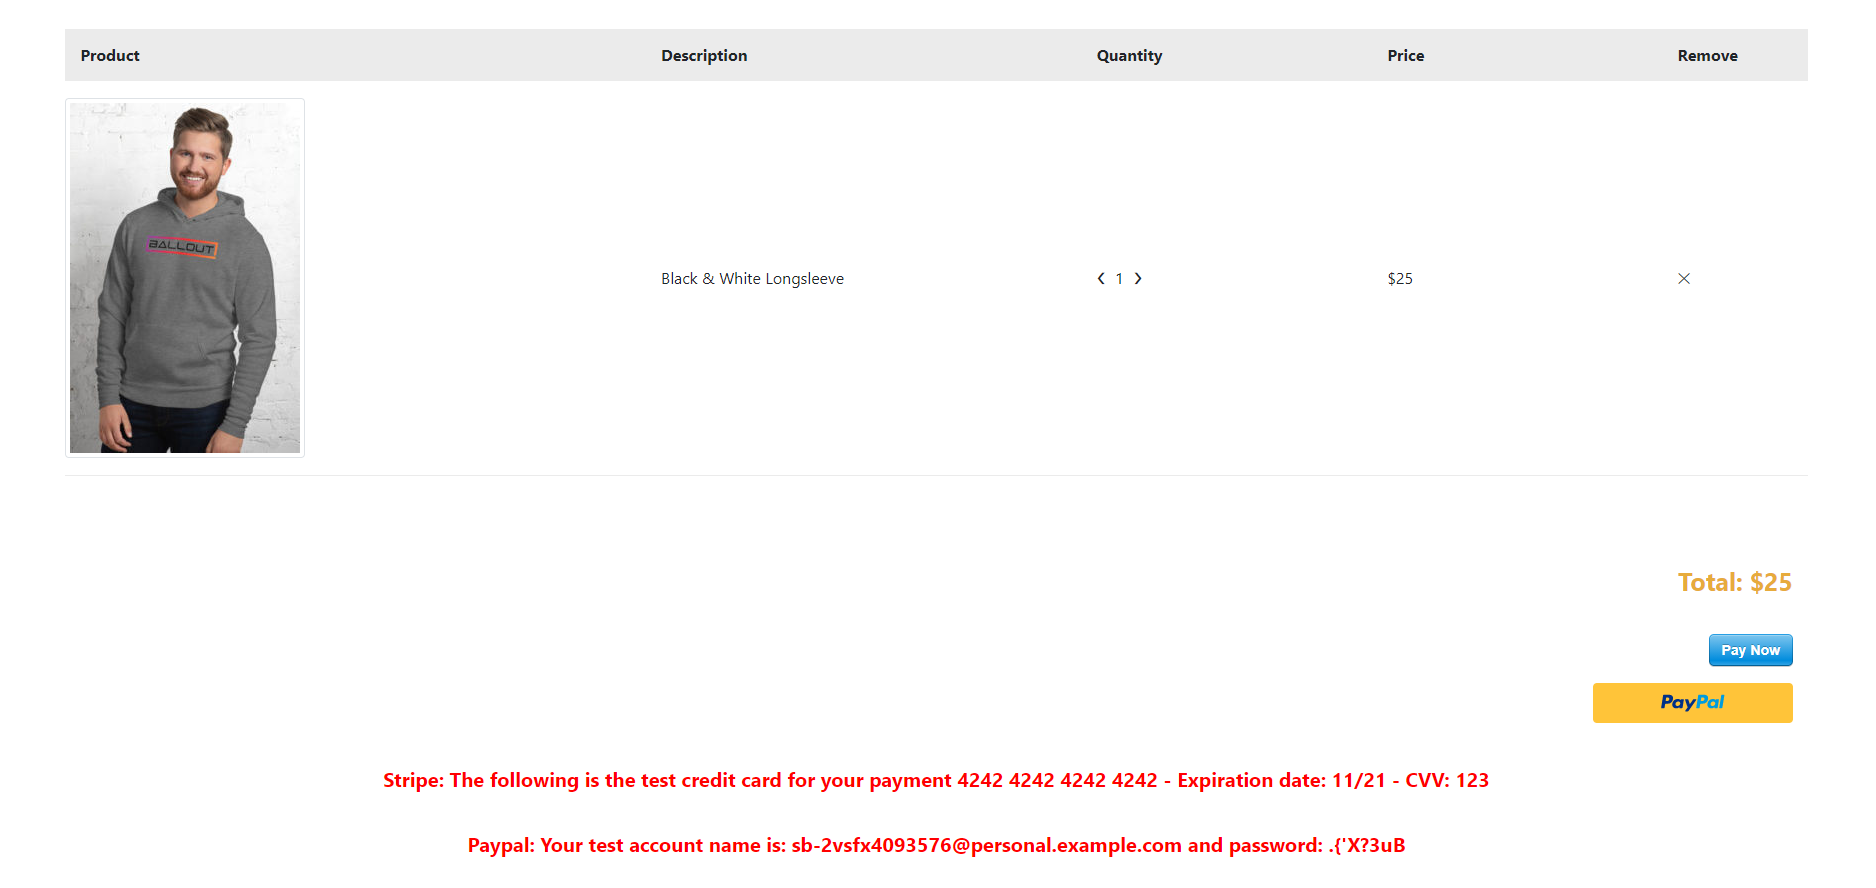 Product Description Quantity Price Remove
BALLOUT
Black & White Longsleeve ❮ 1 ❯ $25 ✕
Total: $25
Pay Now
PayPal
Stripe: The following is the test credit card for your payment 4242 4242 4242 4242 - Expiration date: 11/21 - CVV: 123
Paypal: Your test account name is: sb-2vsfx4093576@personal.example.com and password: .{'X?3uB